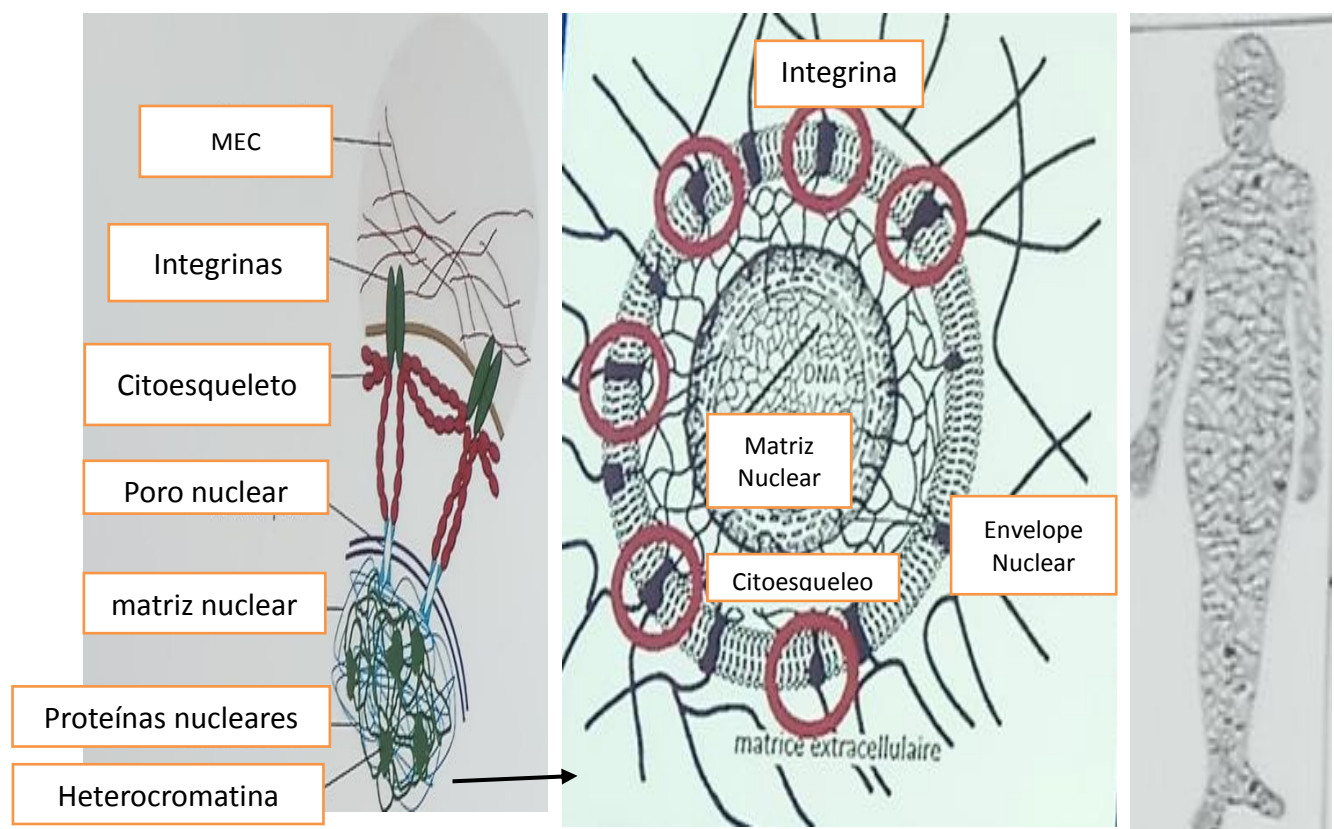 MEC
Integrinas
Citoesqueleto
Poro nuclear
matriz nuclear
Proteínas nucleares
Heterocromatina
Integrina
DNA
Matriz
Nuclear
Envelope
Nuclear
Citoesqueleo
matrice extracellulaire